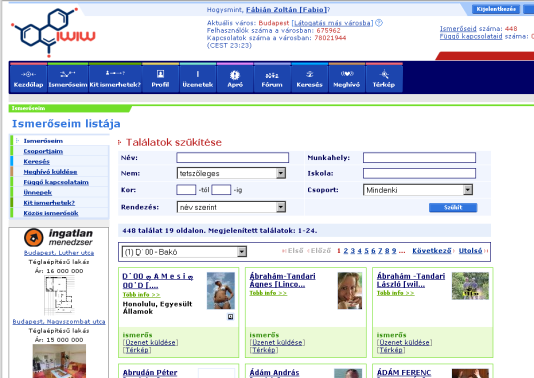 Hogysmint, Fábián Zoltán [Fabio]?
Kijelentkezés
iWiW
Aktuális város: Budapest [Látogatás más városba]
Felhasználók száma a városban: 675962
Kapcsolatok száma a városban: 78021944
(CEST 23:23)
Ismerőseid száma: 448
Függő kapcsolataid száma:
Kezdőlap Ismerőseim Kit ismerhetek? Profil Üzenetek Apró Fórum Keresés Meghívó Térkép
Ismerőseim
Ismerőseim listája
Ismerőseim
Csoportjaim
Keresés
Meghívó küldése
Függő kapcsolataim
Ünnepek
Kit ismerhetek?
Közös ismerősök
ingatlan
menedzser
Budapest, Luther utca
Téglaépítésű lakás
Ár: 16 000 000
Budapest, Nagyszombat utca
Téglaépítésű lakás
Ár: 15 000 000
Találatok szűkítése
Név:
Munkahely:
Nem: tetszőleges
Iskola:
Kor: -tól -ig
Csoport: Mindenki
Rendezés: név szerint
Szűkít
448 találat 19 oldalon. Megjelenített találatok: 1-24.
(1) D¨00 - Bakó
Első Előző 1 2 3 4 5 6 7 8 9 ... Következő Utolsó
D¨00 A M e s i
00¨D [....
Több info >>
Honolulu, Egyesült
Államok
ismerős
[Üzenet küldése]
[Térkép]
Ábrahám-Tandari
Ágnes [Linco...
Több info >>
ismerős
[Üzenet küldése]
[Térkép]
Ábrahám -Tandari
László [wil...
Több info >>
ismerős
[Üzenet küldése]
[Térkép]
Abrudán Péter
Ádám András
ÁDÁM FERENC